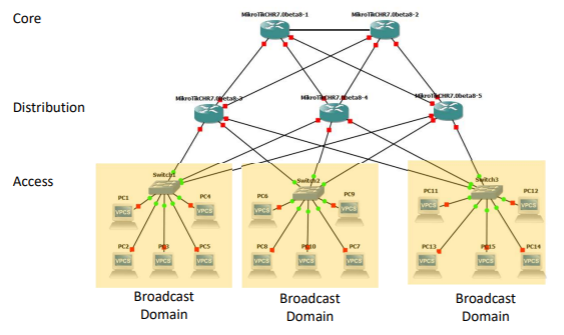 Core
MikroTikCHR7.0beta8-1
MikroTikCHR7.0beta8-2
Distribution
MikroTikCHR7.0beta8-3
MikroTikCHR7.0beta8-4
MikroTikCHR7.0beta8-5
Access
Switch1
Switch2
Switch3
PC1
PC4
PC6
PC9
PC11
PC12
VPCS
VPCS
VPCS
VPCS
VPCS
VPCS
PC2
PC3
PC5
PC8
PC10
PC7
PC13
PC15
PC14
VPCS
VPCS
VPCS
VPCS
VPCS
VPCS
VPCS
VPCS
VPCS
Broadcast
Domain
Broadcast
Domain
Broadcast
Domain